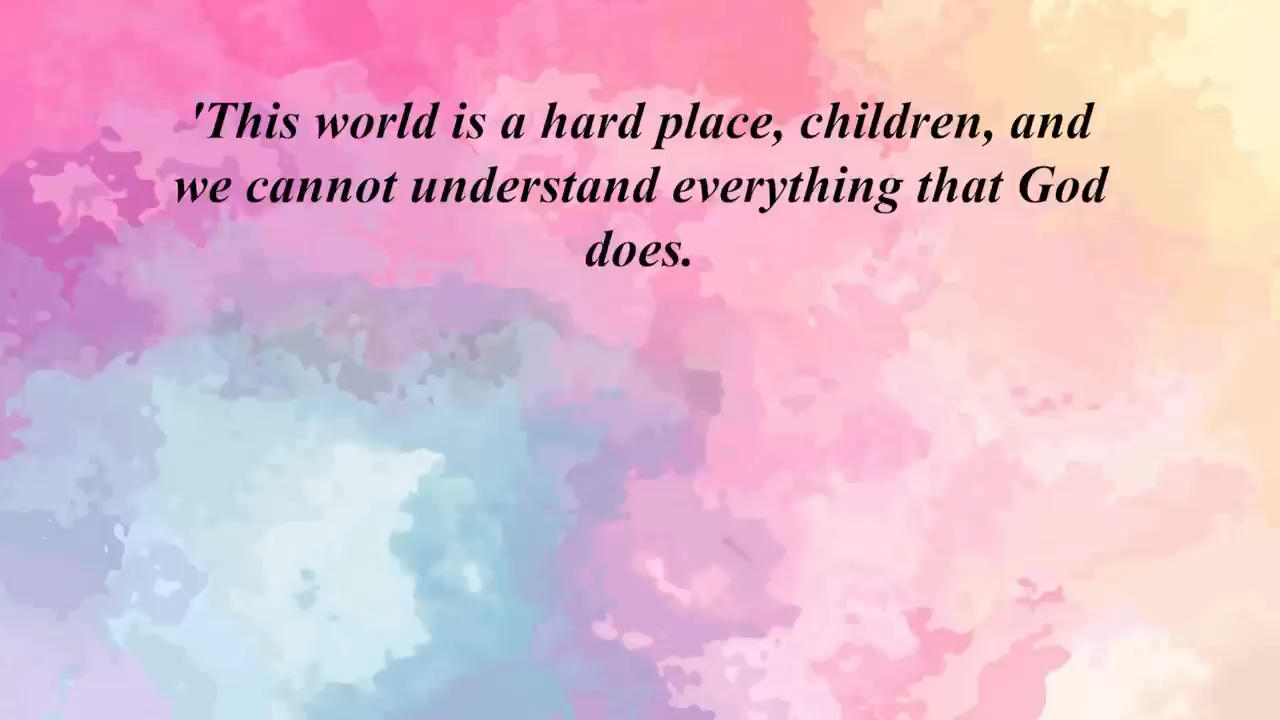 'This world is a hard place, children, and
we cannot understand everything that God
does.